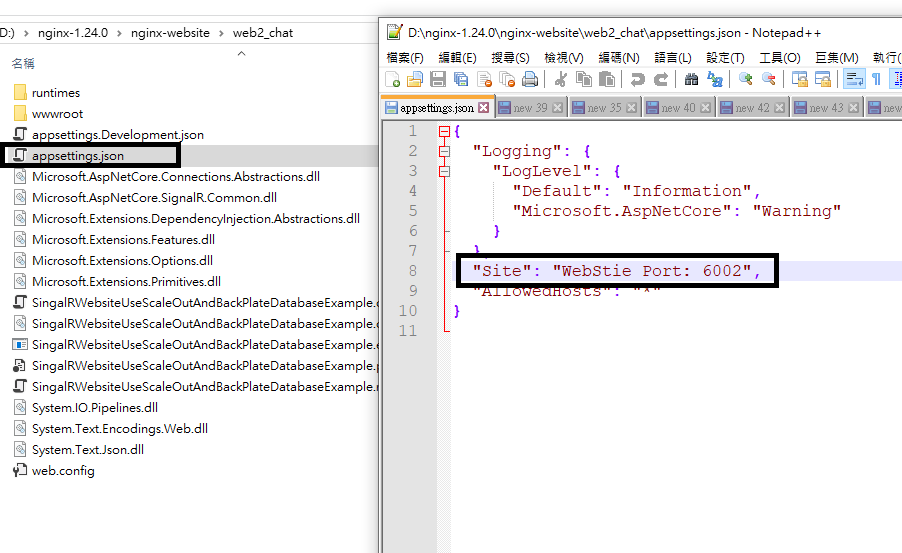 D:) > nginx-1.24.0 > nginx-website > web2_chat
名稱
runtimes
wwwroot
appsettings.Development.json
appsettings.json
Microsoft.AspNetCore.Connections.Abstractions.dll
Microsoft.AspNetCore.SignalR.Common.dll
Microsoft.Extensions.DependencyInjection.Abstractions.dll
Microsoft.Extensions.Features.dll
Microsoft.Extensions.Options.dll
Microsoft.Extensions.Primitives.dll
SingalRWebsiteUseScaleOutAndBackPlateDatabaseExample.
SingalRWebsiteUseScaleOutAndBackPlateDatabaseExample.
SingalRWebsiteUseScaleOutAndBackPlateDatabaseExample.
SingalRWebsiteUseScaleOutAndBackPlateDatabaseExample.
SingalRWebsiteUseScaleOutAndBackPlateDatabaseExample.
System.IO.Pipelines.dll
System.Text.Encodings.Web.dll
System.Text.Json.dll
web.config
D:\nginx-1.24.0\nginx-website\web2_chat\appsettings.json - Notepad++
檔案(F) 編輯(E) 搜尋(S) 檢視(V) 編碼(N) 語言(L) 設定(T) 工具(O) 巨集(M) 執行(
appsettings.json new 39 new 35 new 40 new 42 new 43 new
1 {
2 "Logging": {
3 "LogLevel": {
4 "Default": "Information",
5 "Microsoft.AspNetCore": "Warning"
6 }
7 }
8 "Site": "WebStie Port: 6002",
9 "AllowedHosts": "*"
10 }
11